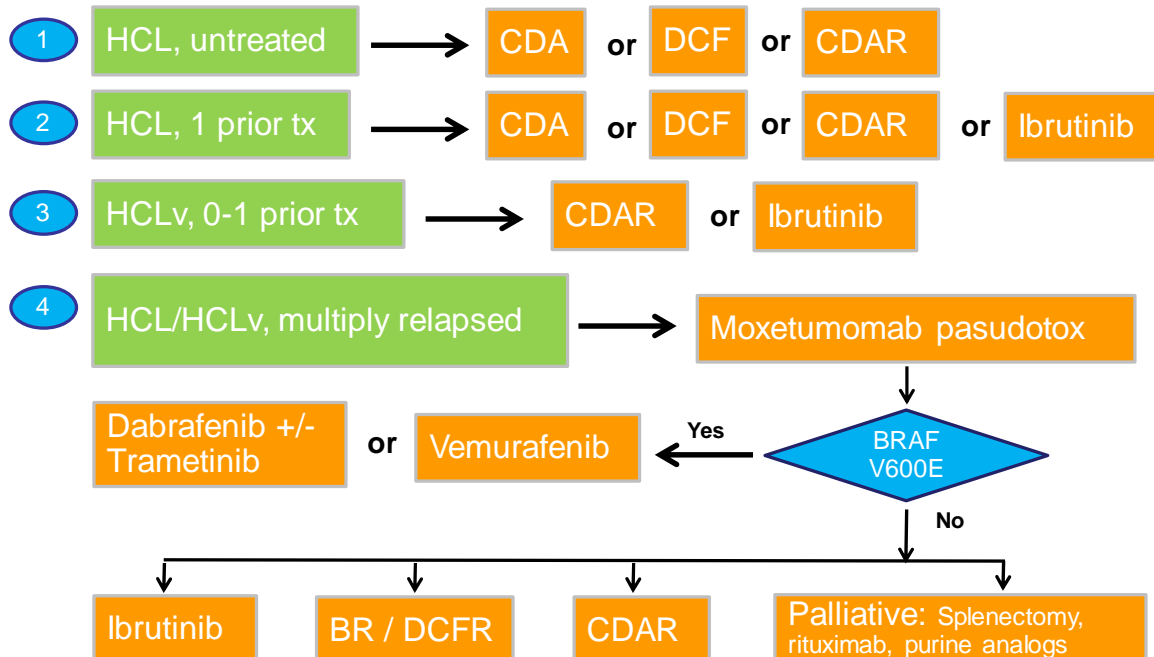 1 HCL, untreated CDA or DCF or CDAR
2 HCL, 1 prior tx CDA or DCF or CDAR or Ibrutinib
3 HCLv, 0-1 prior tx CDAR or Ibrutinib
4 HCL/HCLv, multiply relapsed Moxetumomab pasudotox
Dabrafenib +/-
Trametinib
or
Vemurafenib
Yes
BRAF
V600E
No
Ibrutinib
BR / DCFR
CDAR
Palliative: Splenectomy,
rituximab, purine analogs